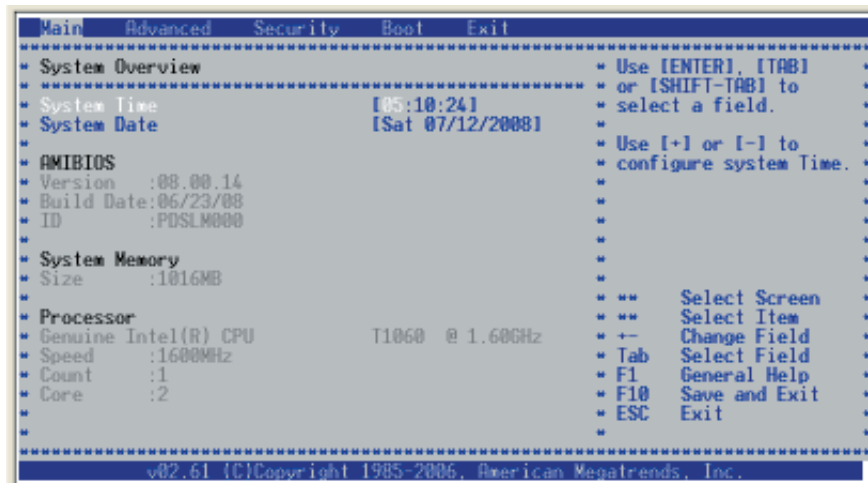 Main Advanced Security Boot Exit
System Overview
System Time [05:10:24]
System Date [Sat 07/12/2008]
AMIBIOS
Version :08.00.14
Build Date:06/23/08
ID :PDSLM000
System Memory
Size :1016MB
Processor
Genuine Intel(R) CPU T1060 @ 1.60GHz
Speed :1600MHz
Count :1
Core :2
Use [ENTER], [TAB]
or [SHIFT-TAB] to
select a field.
Use [+] or [-] to
configure system Time.
** Select Screen
** Select Item
+- Change Field
Tab Select Field
F1 General Help
F10 Save and Exit
ESC Exit
v02.61 (C)Copyright 1985-2006, American Megatrends, Inc.